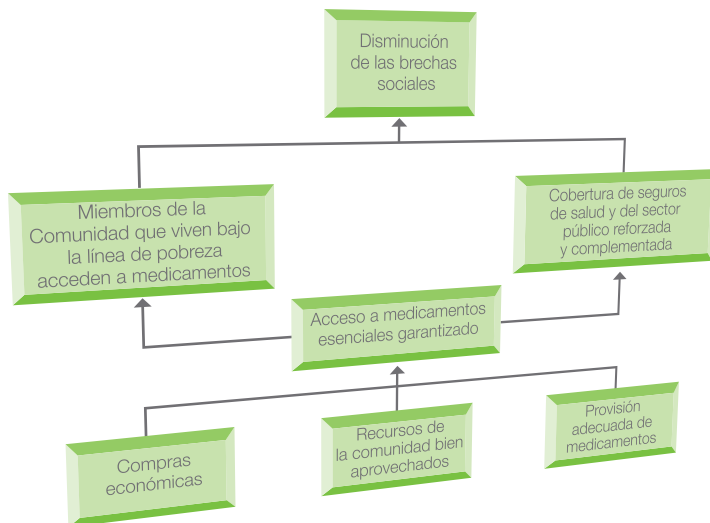 Disminución
de las brechas
sociales
Miembros de la
Comunidad que viven bajo
la línea de pobreza
acceden a medicamentos
Cobertura de seguros
de salud y del sector
público reforzada
y complementada
Acceso a medicamentos
esenciales garantizado
Compras
económicas
Recursos de
la comunidad bien
aprovechados
Provisión
adecuada de
medicamentos